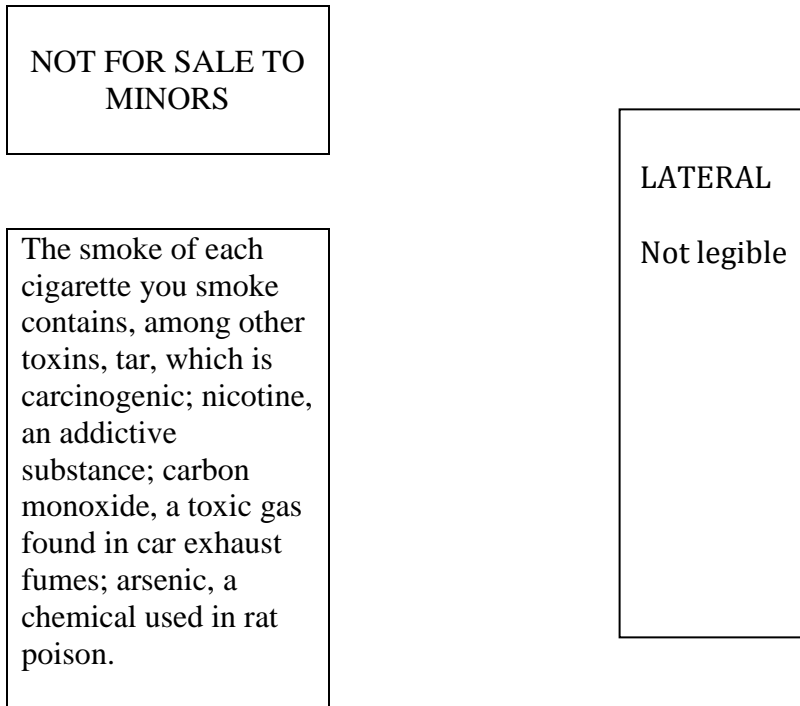 NOT FOR SALE TO
MINORS
The smoke of each
cigarette you smoke
contains, among other
toxins, tar, which is
carcinogenic; nicotine,
an addictive
substance; carbon
monoxide, a toxic gas
found in car exhaust
fumes; arsenic, a
chemical used in rat
poison.
LATERAL
Not legible